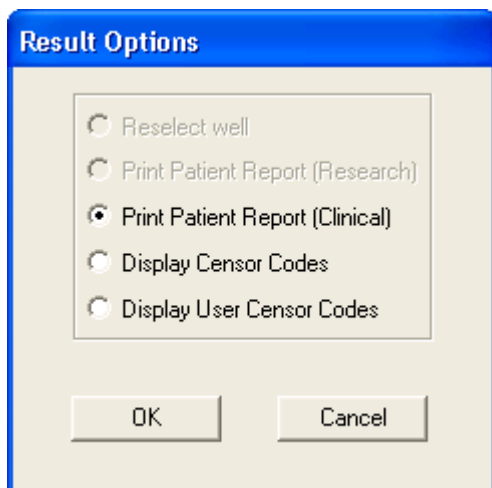 Result Options
Reselect well
Print Patient Report (Research)
Print Patient Report (Clinical)
Display Censor Codes
Display User Censor Codes
OK Cancel